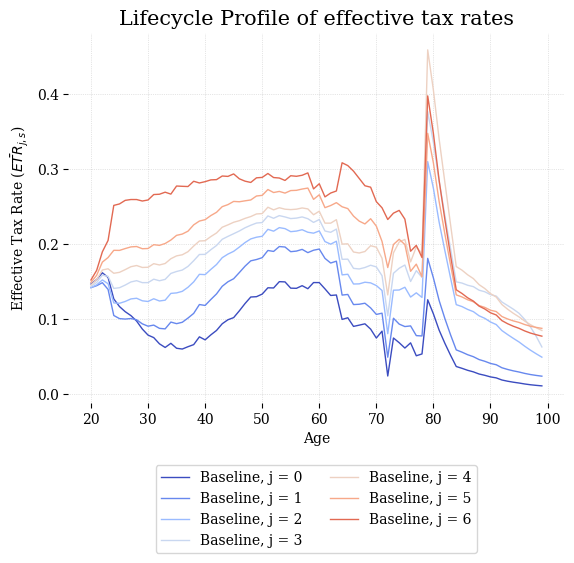 Lifecycle Profile of effective tax rates
Effective Tax Rate ($\bar{ETR}_{j,s}$)
0.4
0.3
0.2
0.1
0.0
20 30 40 50 60 70 80 90 100
Age
Baseline, j = 0
Baseline, j = 1
Baseline, j = 2
Baseline, j = 3
Baseline, j = 4
Baseline, j = 5
Baseline, j = 6